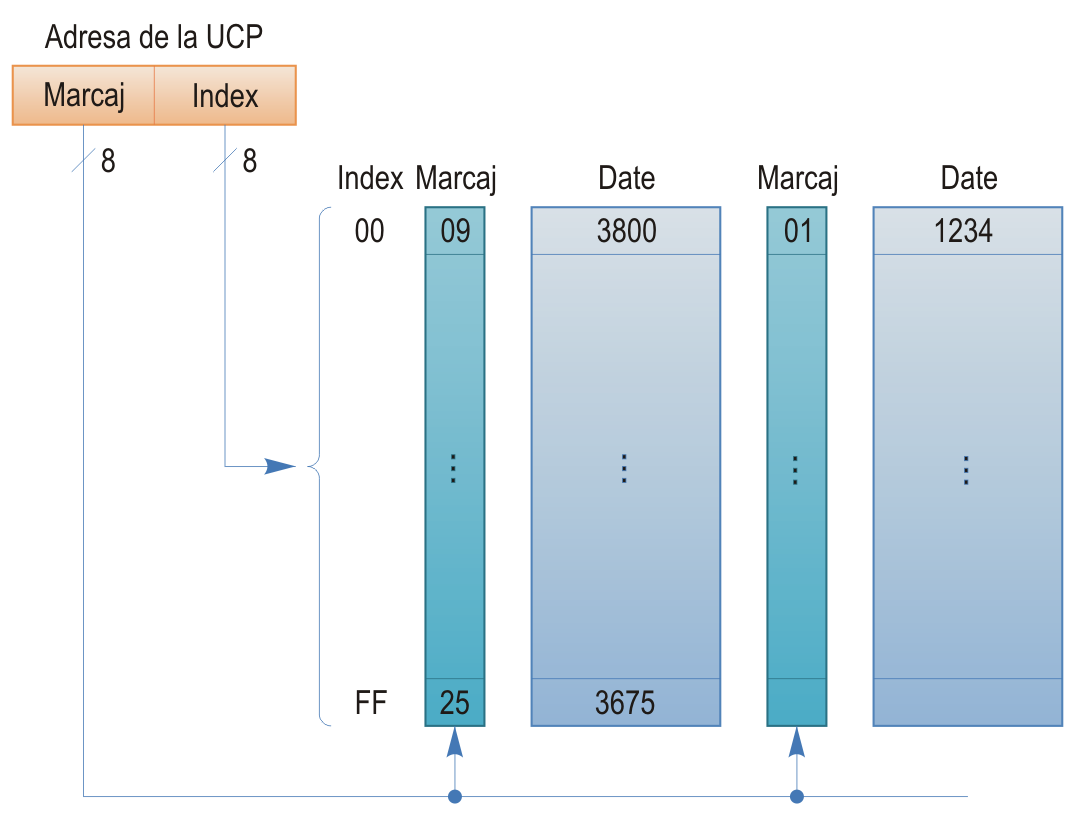 Adresa de la UCP
Marcaj Index
8 8
Index Marcaj Date Marcaj Date
00 09 3800 01 1234
FF 25 3675